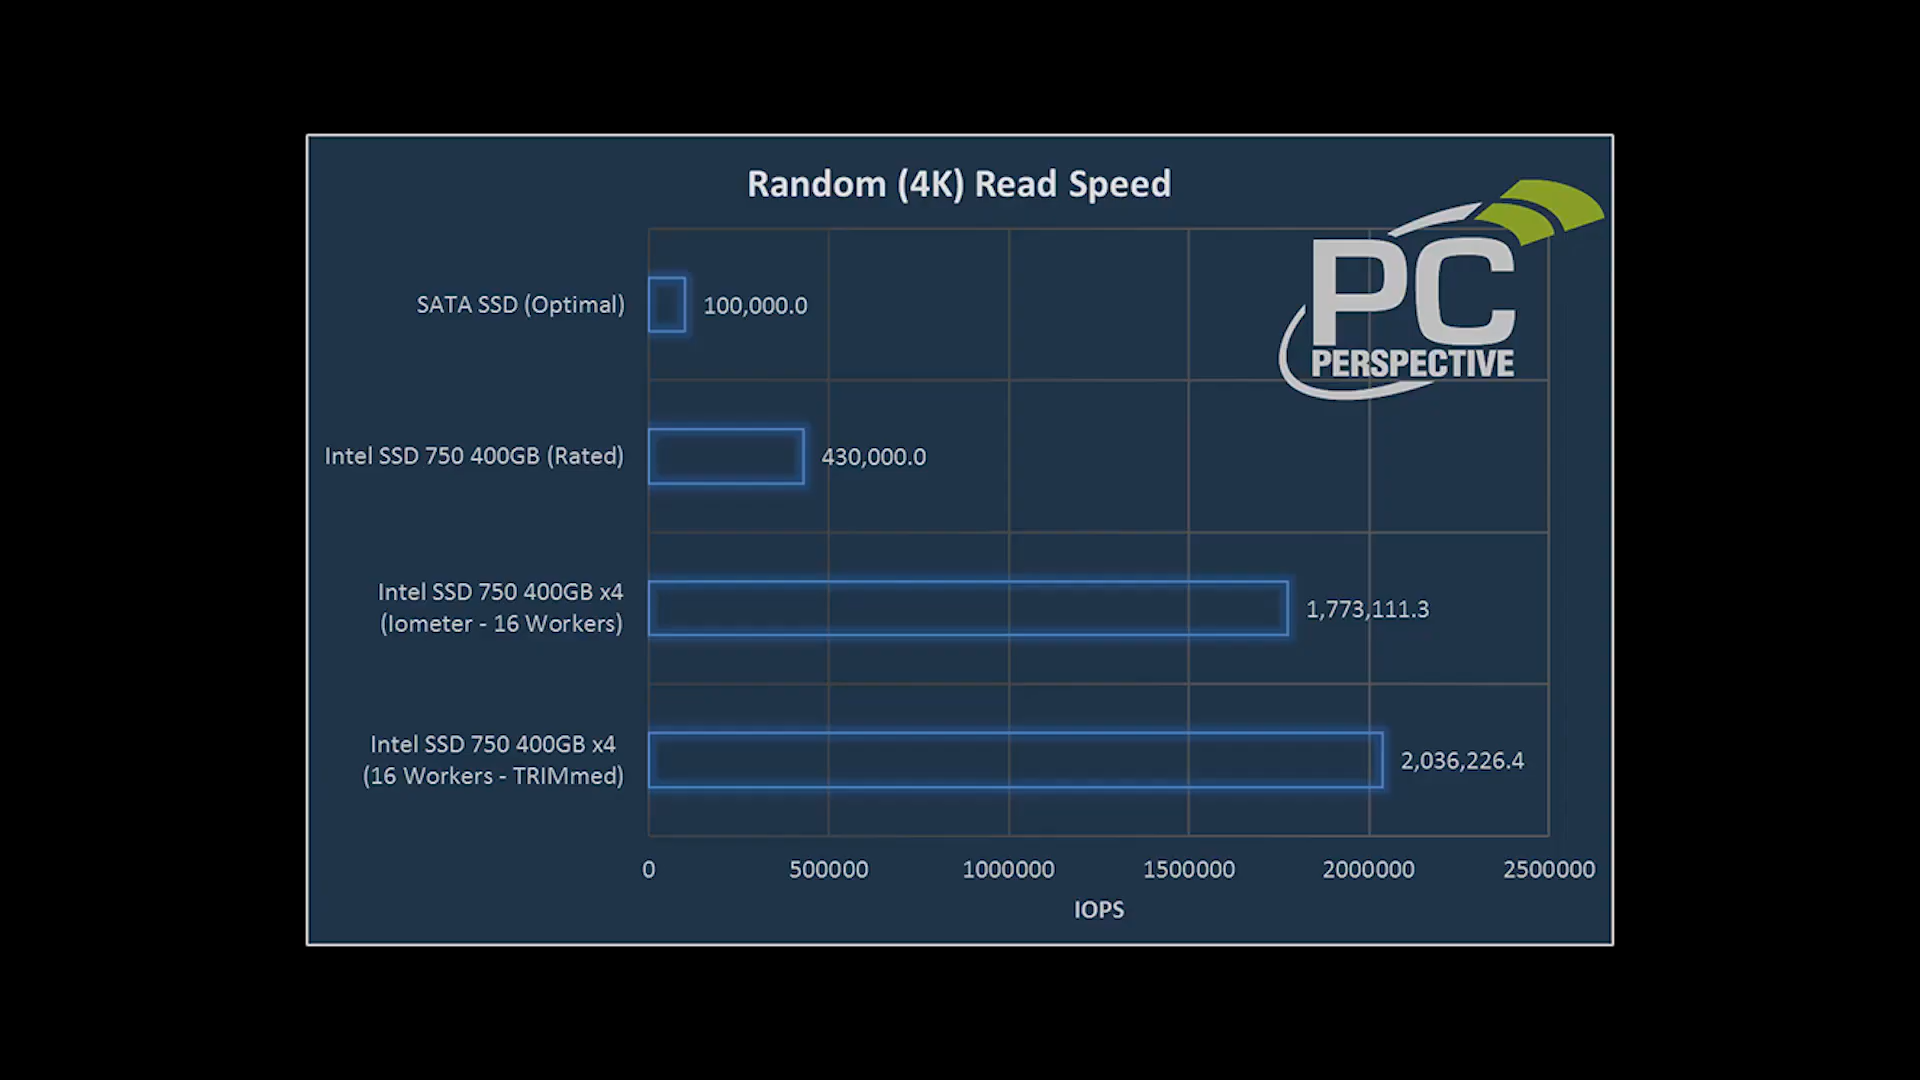 Random (4K) Read Speed
PC
PERSPECTIVE
SATA SSD (Optimal)
100,000.0
Intel SSD 750 400GB (Rated)
430,000.0
Intel SSD 750 400GB x4
(Iometer - 16 Workers)
1,773,111.3
Intel SSD 750 400GB x4
(16 Workers - TRIMmed)
2,036,226.4
0 500000 1000000 1500000 2000000 2500000
IOPS